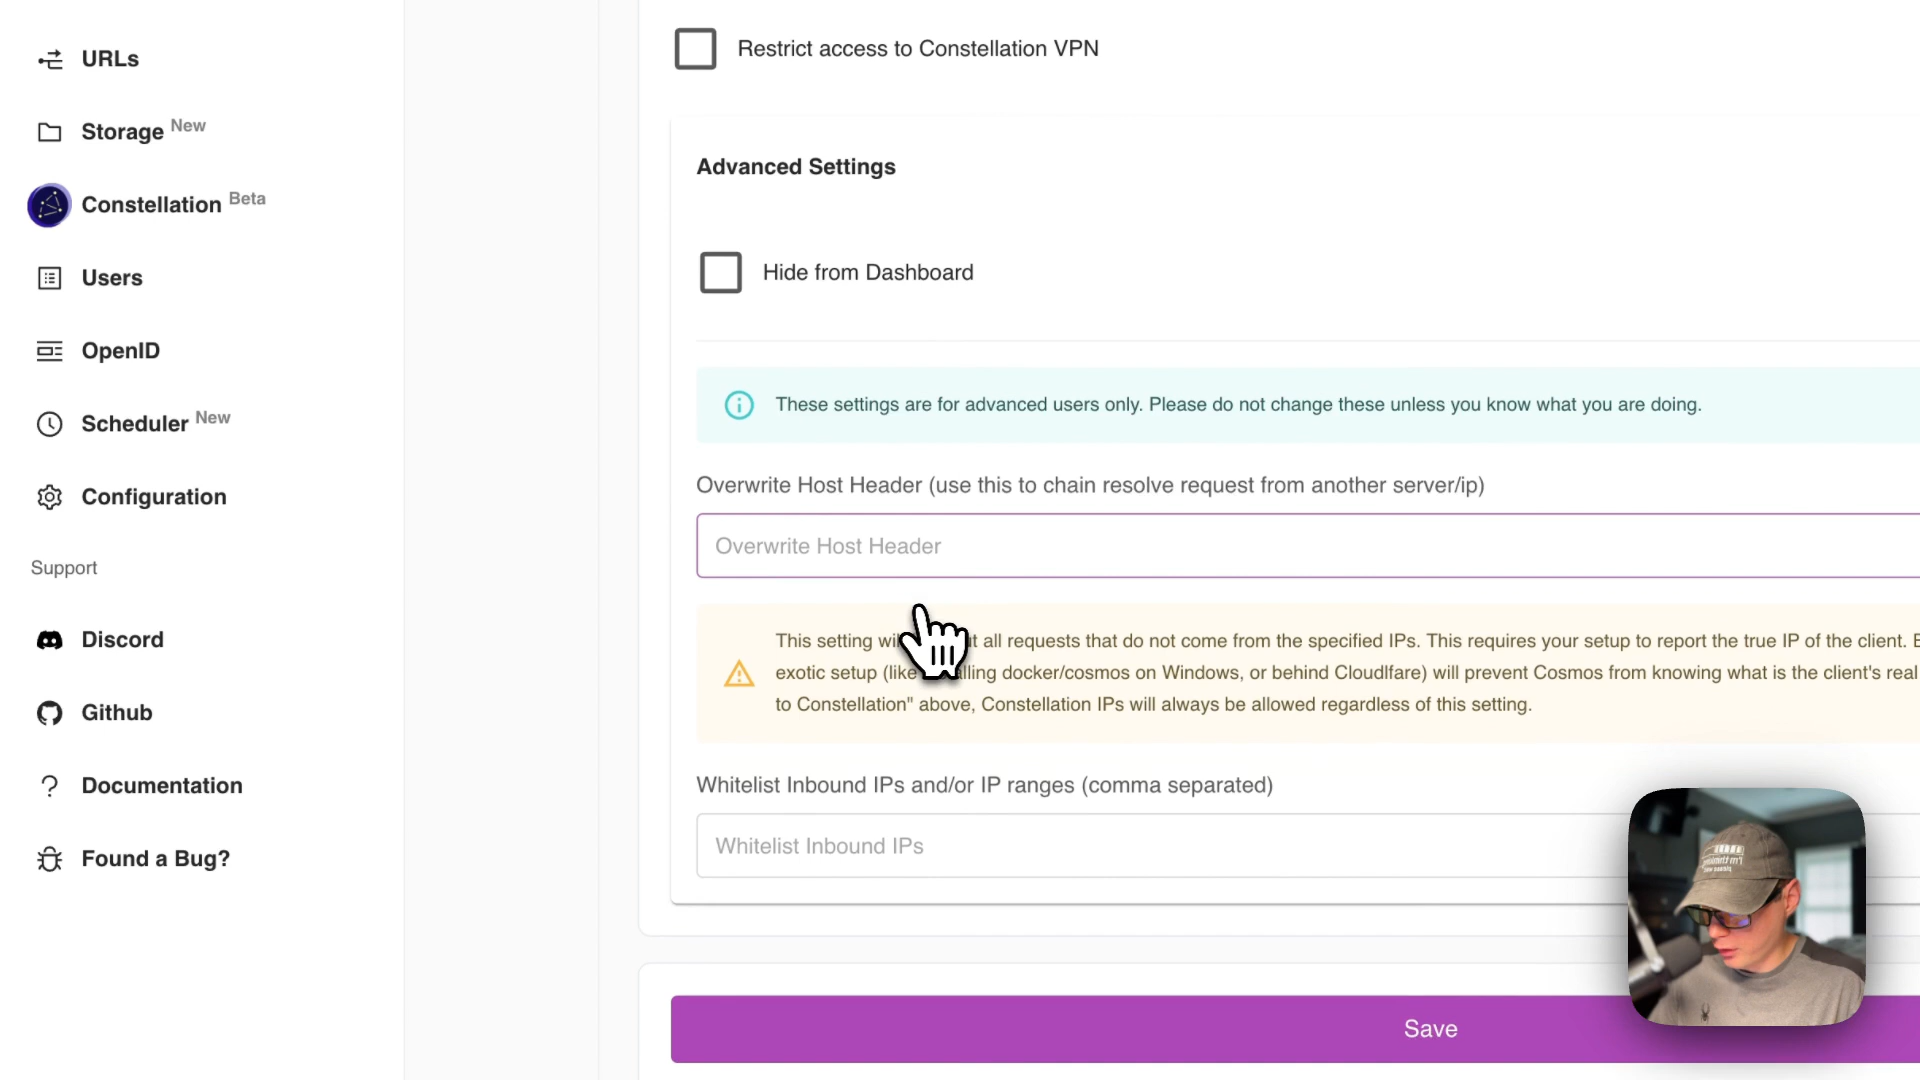 URLs
Storage New
Constellation Beta
Users
OpenID
Scheduler New
Configuration
Support
Discord
Github
Documentation
Found a Bug?
Restrict access to Constellation VPN
Advanced Settings
Hide from Dashboard
These settings are for advanced users only. Please do not change these unless you know what you are doing.
Overwrite Host Header (use this to chain resolve request from another server/ip)
Overwrite Host Header
This setting all requests that do not come from the specified IPs. This requires your setup to report the true IP of the client.
exotic setup (like docker/cosmos on Windows, or behind Cloudlfare) will prevent Cosmos from knowing what is the client's real
to Constellation" above, Constellation IPs will always be allowed regardless of this setting.
Whitelist Inbound IPs and/or IP ranges (comma separated)
Whitelist Inbound IPs
Save